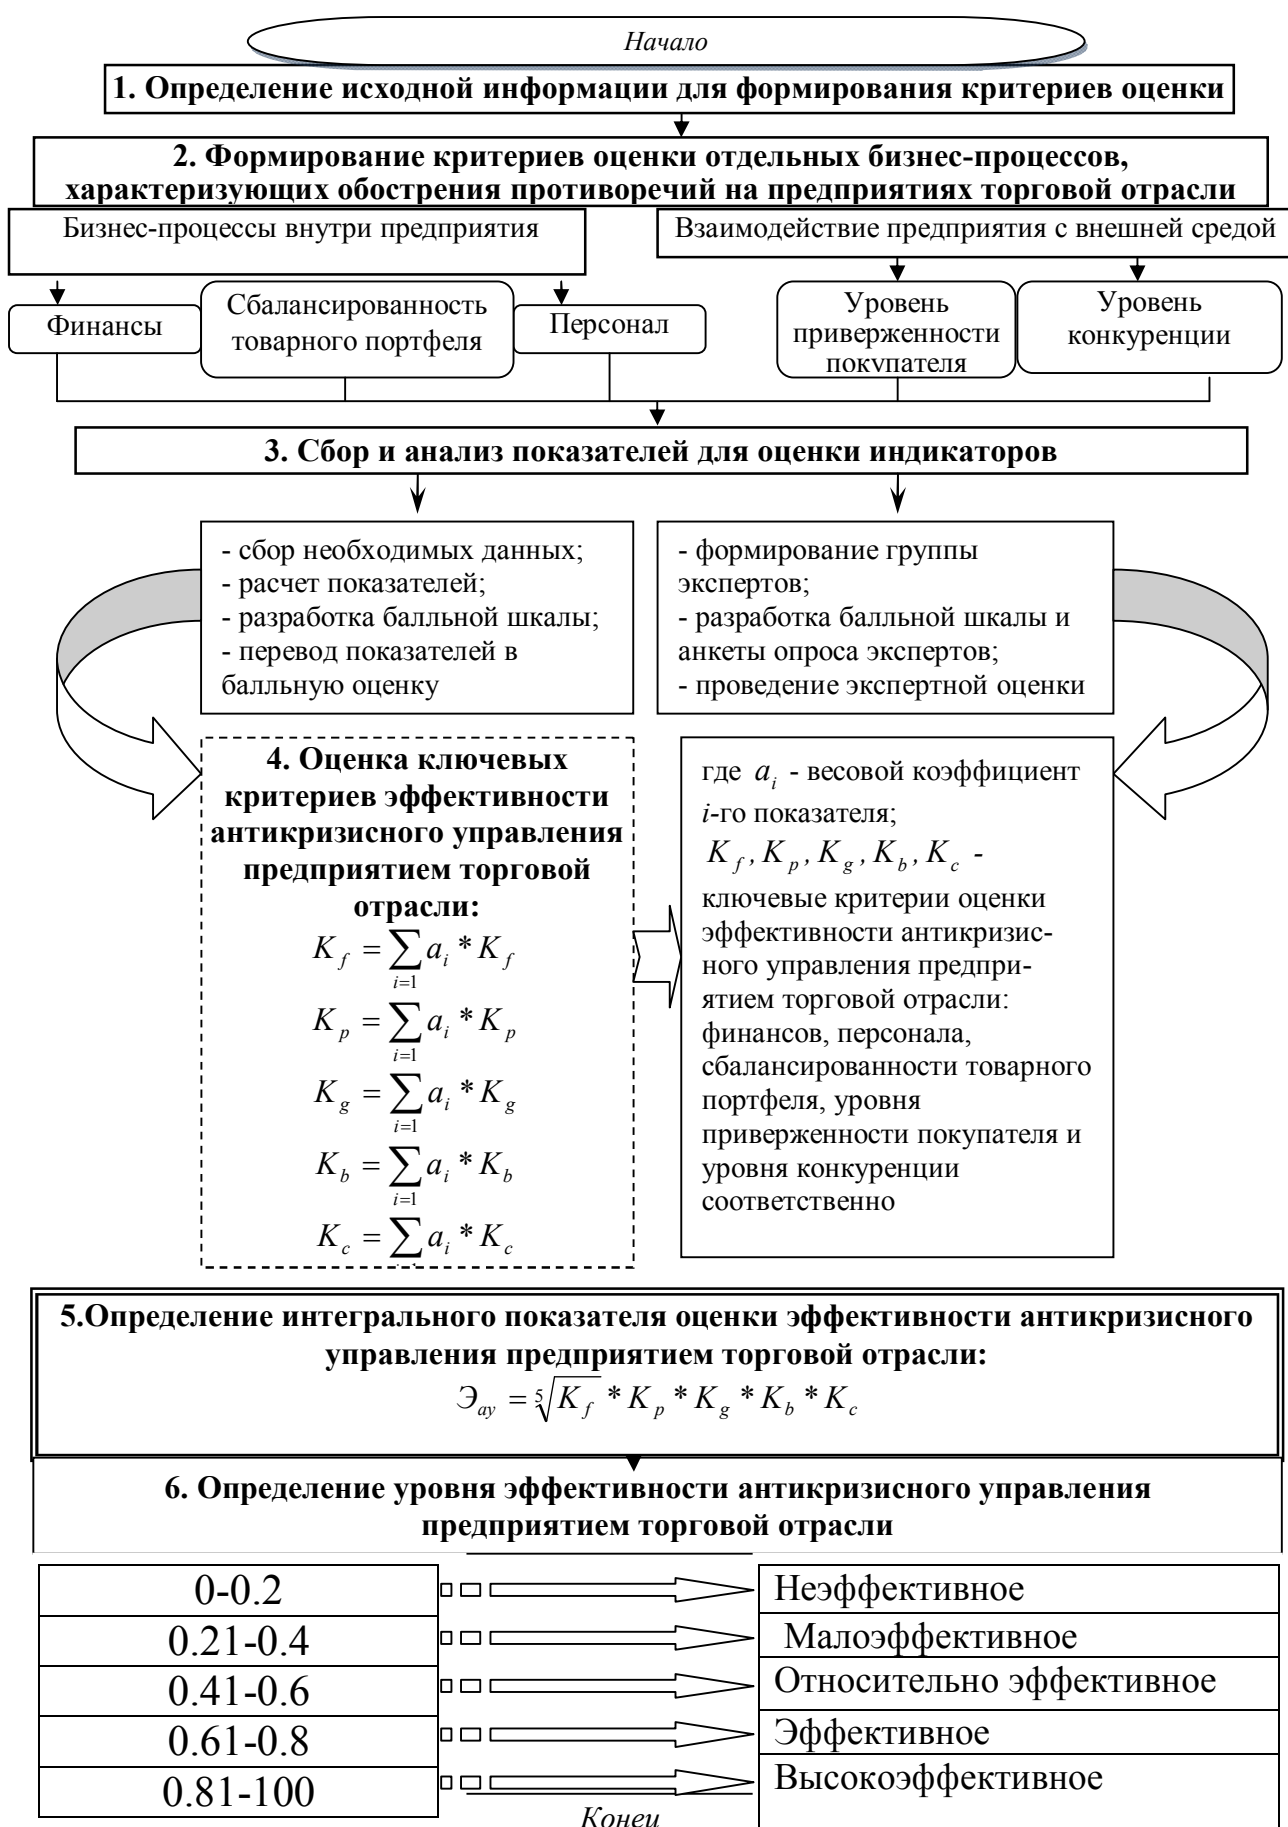 Начало
1. Определение исходной информации для формирования критериев оценки
2. Формирование критериев оценки отдельных бизнес-процессов,
характеризующих обострения противоречий на предприятиях торговой отрасли
Бизнес-процессы внутри предприятия
Взаимодействие предприятия с внешней средой
Финансы
Сбалансированность
товарного портфеля
Персонал
Уровень
приверженности
покупателя
Уровень
конкуренции
3. Сбор и анализ показателей для оценки индикаторов
- сбор необходимых данных;
- расчет показателей;
- разработка балльной шкалы;
- перевод показателей в
балльную оценку
- формирование группы
экспертов;
- разработка балльной шкалы и
анкеты опроса экспертов;
- проведение экспертной оценки
4. Оценка ключевых
критериев эффективности
антикризисного управления
предприятием торговой
отрасли:
K_f = ∑_{i=1} a_i * K_f
K_p = ∑_{i=1} a_i * K_p
K_g = ∑_{i=1} a_i * K_g
K_b = ∑_{i=1} a_i * K_b
K_c = ∑ a_i * K_c
где a_i - весовой коэффициент
i-го показателя;
K_f, K_p, K_g, K_b, K_c -
ключевые критерии оценки
эффективности антикризис-
ного управления предпри-
ятием торговой отрасли:
финансов, персонала,
сбалансированности товарного
портфеля, уровня
приверженности покупателя и
уровня конкуренции
соответственно
5.Определение интегрального показателя оценки эффективности антикризисного
управления предприятием торговой отрасли:
Э_ау = ⁵√K_f * K_p * K_g * K_b * K_c
6. Определение уровня эффективности антикризисного управления
предприятием торговой отрасли
0-0.2
Неэффективное
0.21-0.4
Малоэффективное
0.41-0.6
Относительно эффективное
0.61-0.8
Эффективное
0.81-100
Высокоэффективное
Конец